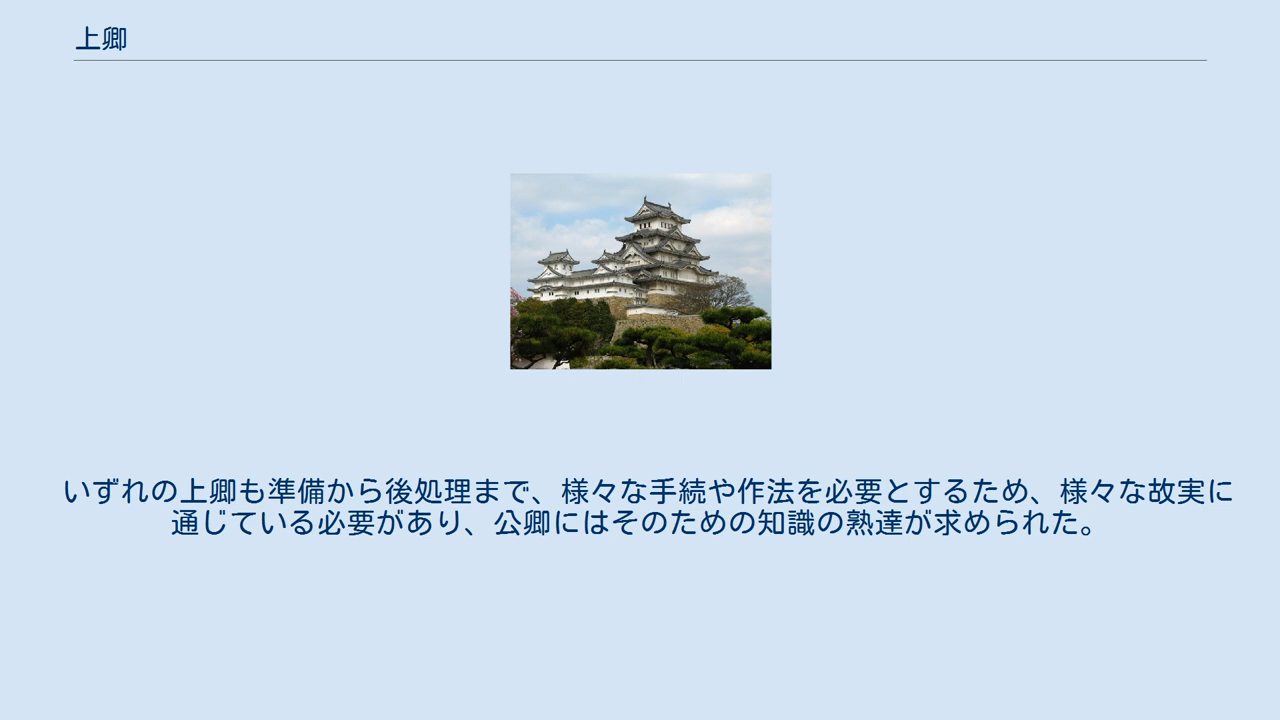 上卿
いずれの上卿も準備から後処理まで、様々な手続や作法を必要とするため、様々な故実に
通じている必要があり、公卿にはそのための知識の熟達が求められた。